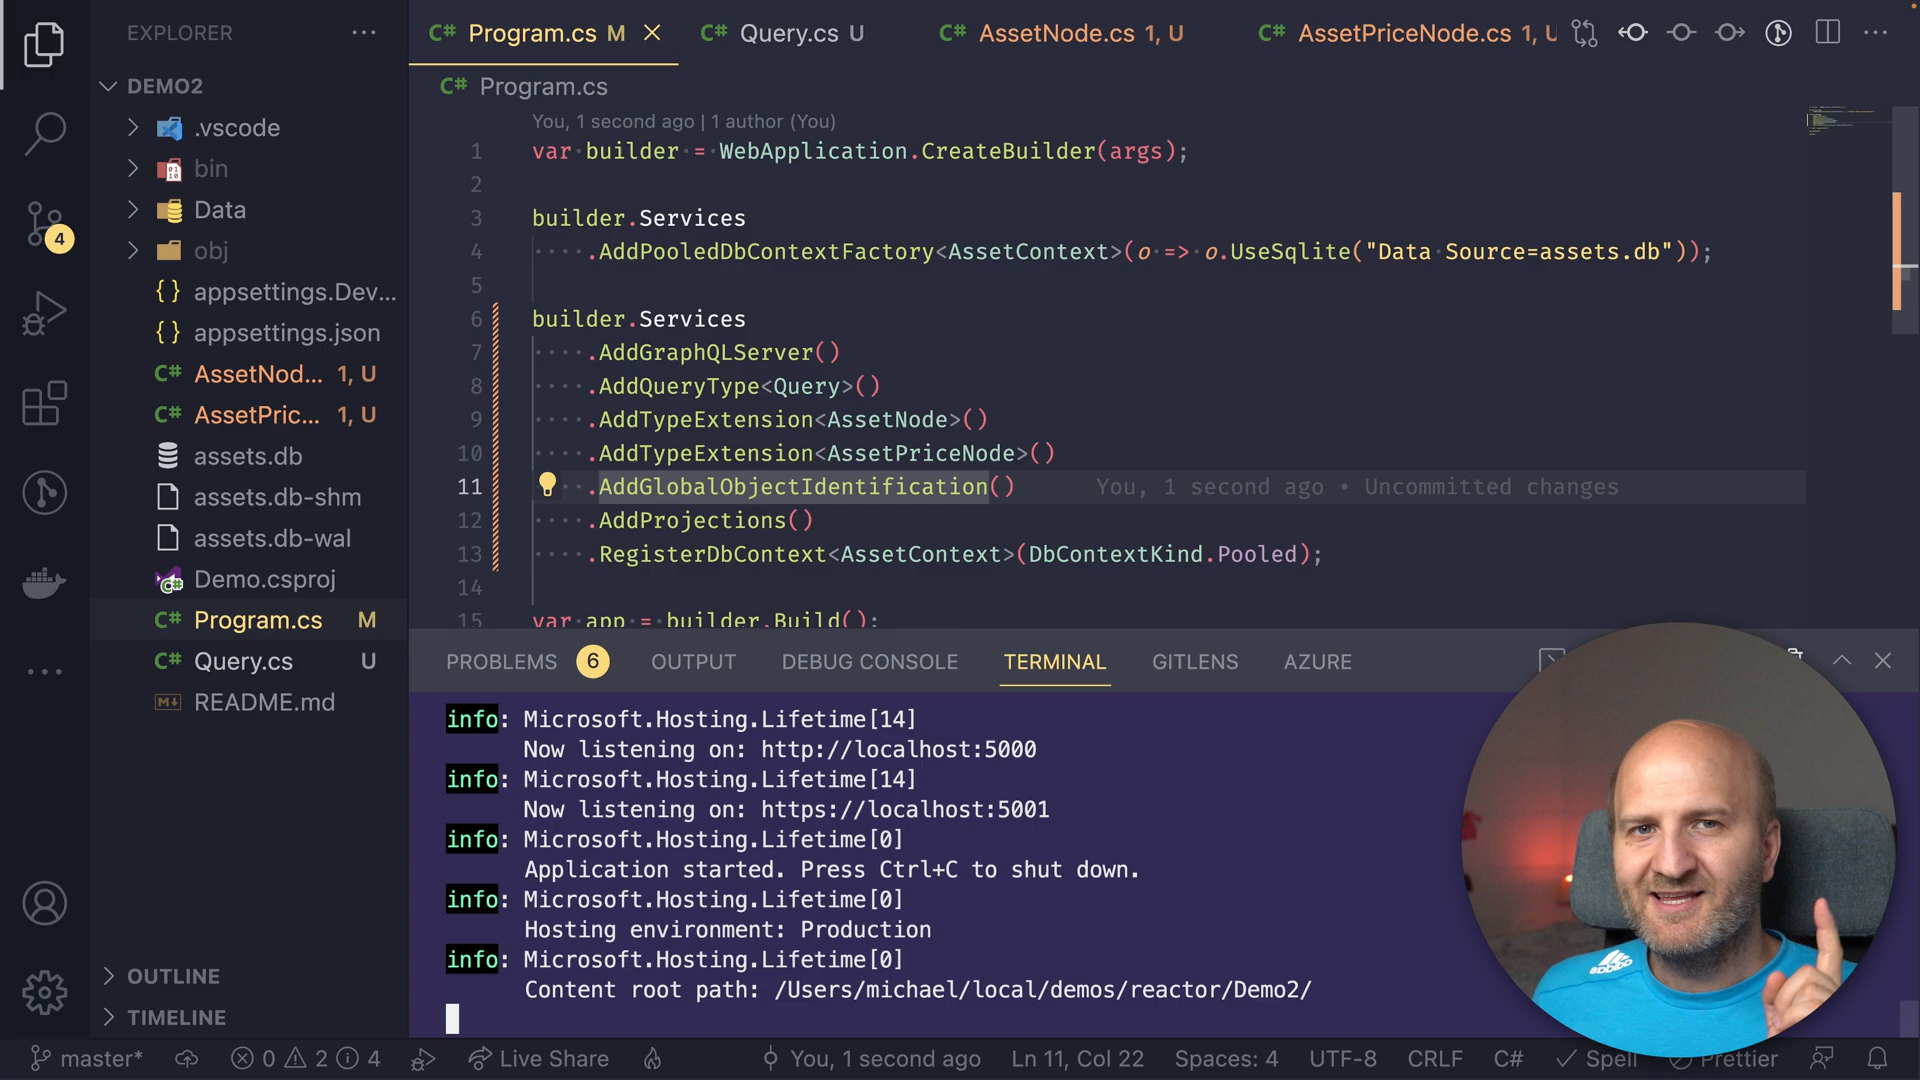 EXPLORER
DEMO2
.vscode
bin
Data
obj
appsettings.Dev...
appsettings.json
AssetNod... 1, U
AssetPric... 1, U
assets.db
assets.db-shm
assets.db-wal
Demo.csproj
Program.cs M
Query.cs U
README.md
OUTLINE
TIMELINE
4
C# Program.cs M
C# Query.cs U
C# AssetNode.cs 1, U
C# AssetPriceNode.cs 1, U
C# Program.cs
You, 1 second ago | 1 author (You)
1 var builder = WebApplication.CreateBuilder(args);
2
3 builder.Services
4 .AddPooledDbContextFactory<AssetContext>(o => o.UseSqlite("Data Source=assets.db"));
5
6 builder.Services
7 .AddGraphQLServer()
8 .AddQueryType<Query>()
9 .AddTypeExtension<AssetNode>()
10 .AddTypeExtension<AssetPriceNode>()
11 .AddGlobalObjectIdentification() You, 1 second ago • Uncommitted changes
12 .AddProjections()
13 .RegisterDbContext<AssetContext>(DbContextKind.Pooled);
14
15 var app = builder.Build();
PROBLEMS 6 OUTPUT DEBUG CONSOLE TERMINAL GITLENS AZURE
info: Microsoft.Hosting.Lifetime[14]
Now listening on: http://localhost:5000
info: Microsoft.Hosting.Lifetime[14]
Now listening on: https://localhost:5001
info: Microsoft.Hosting.Lifetime[0]
Application started. Press Ctrl+C to shut down.
info: Microsoft.Hosting.Lifetime[0]
Hosting environment: Production
info: Microsoft.Hosting.Lifetime[0]
Content root path: /Users/michael/local/demos/reactor/Demo2/
adidas
master* 0 2 4 Live Share You, 1 second ago Ln 11, Col 22 Spaces: 4 UTF-8 CRLF C# Spell Prettier